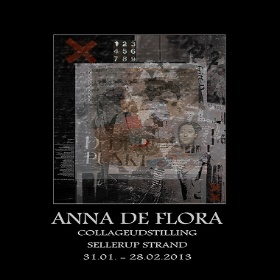 123
456
789
ANNA DE FLORA
COLLAGEUDSTILLING
SELLERUP STRAND
31.01. – 28.02.2013